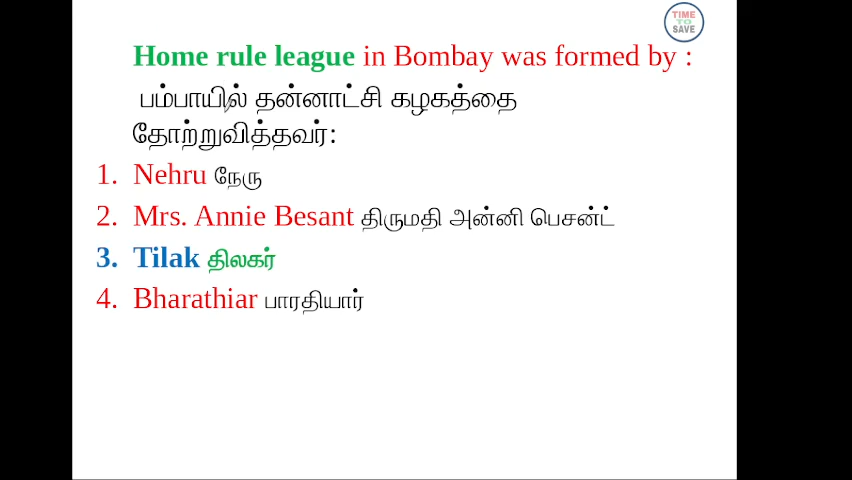 TIME
TO
SAVE
Home rule league in Bombay was formed by :
பம்பாயில் தன்னாட்சி கழகத்தை
தோற்றுவித்தவர்:
1. Nehru நேரு
2. Mrs. Annie Besant திருமதி அன்னி பெசன்ட்
3. Tilak திலகர்
4. Bharathiar பாரதியார்